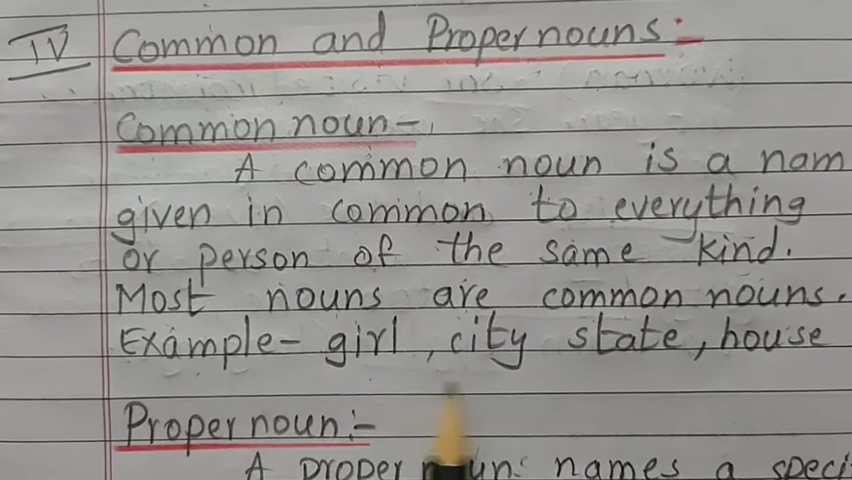 IV Common and Proper nouns:-
Common noun-
A common noun is a nam
given in common to everything
or person of the same kind.
Most nouns are common nouns.
Example- girl, city state, house
Proper noun:-
A proper names a speci